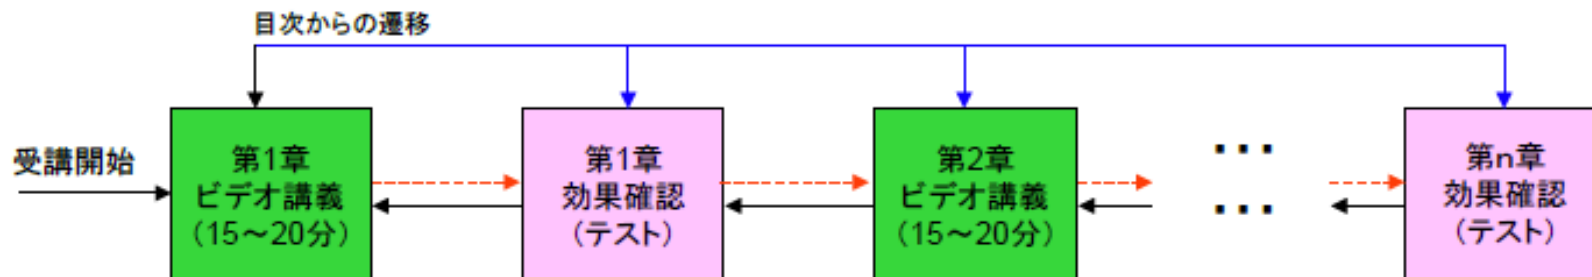 目次からの遷移
受講開始
第1章
ビデオ講義
(15～20分)
第1章
効果確認
(テスト)
第2章
ビデオ講義
(15～20分)
・・・
・・・
第n章
効果確認
(テスト)